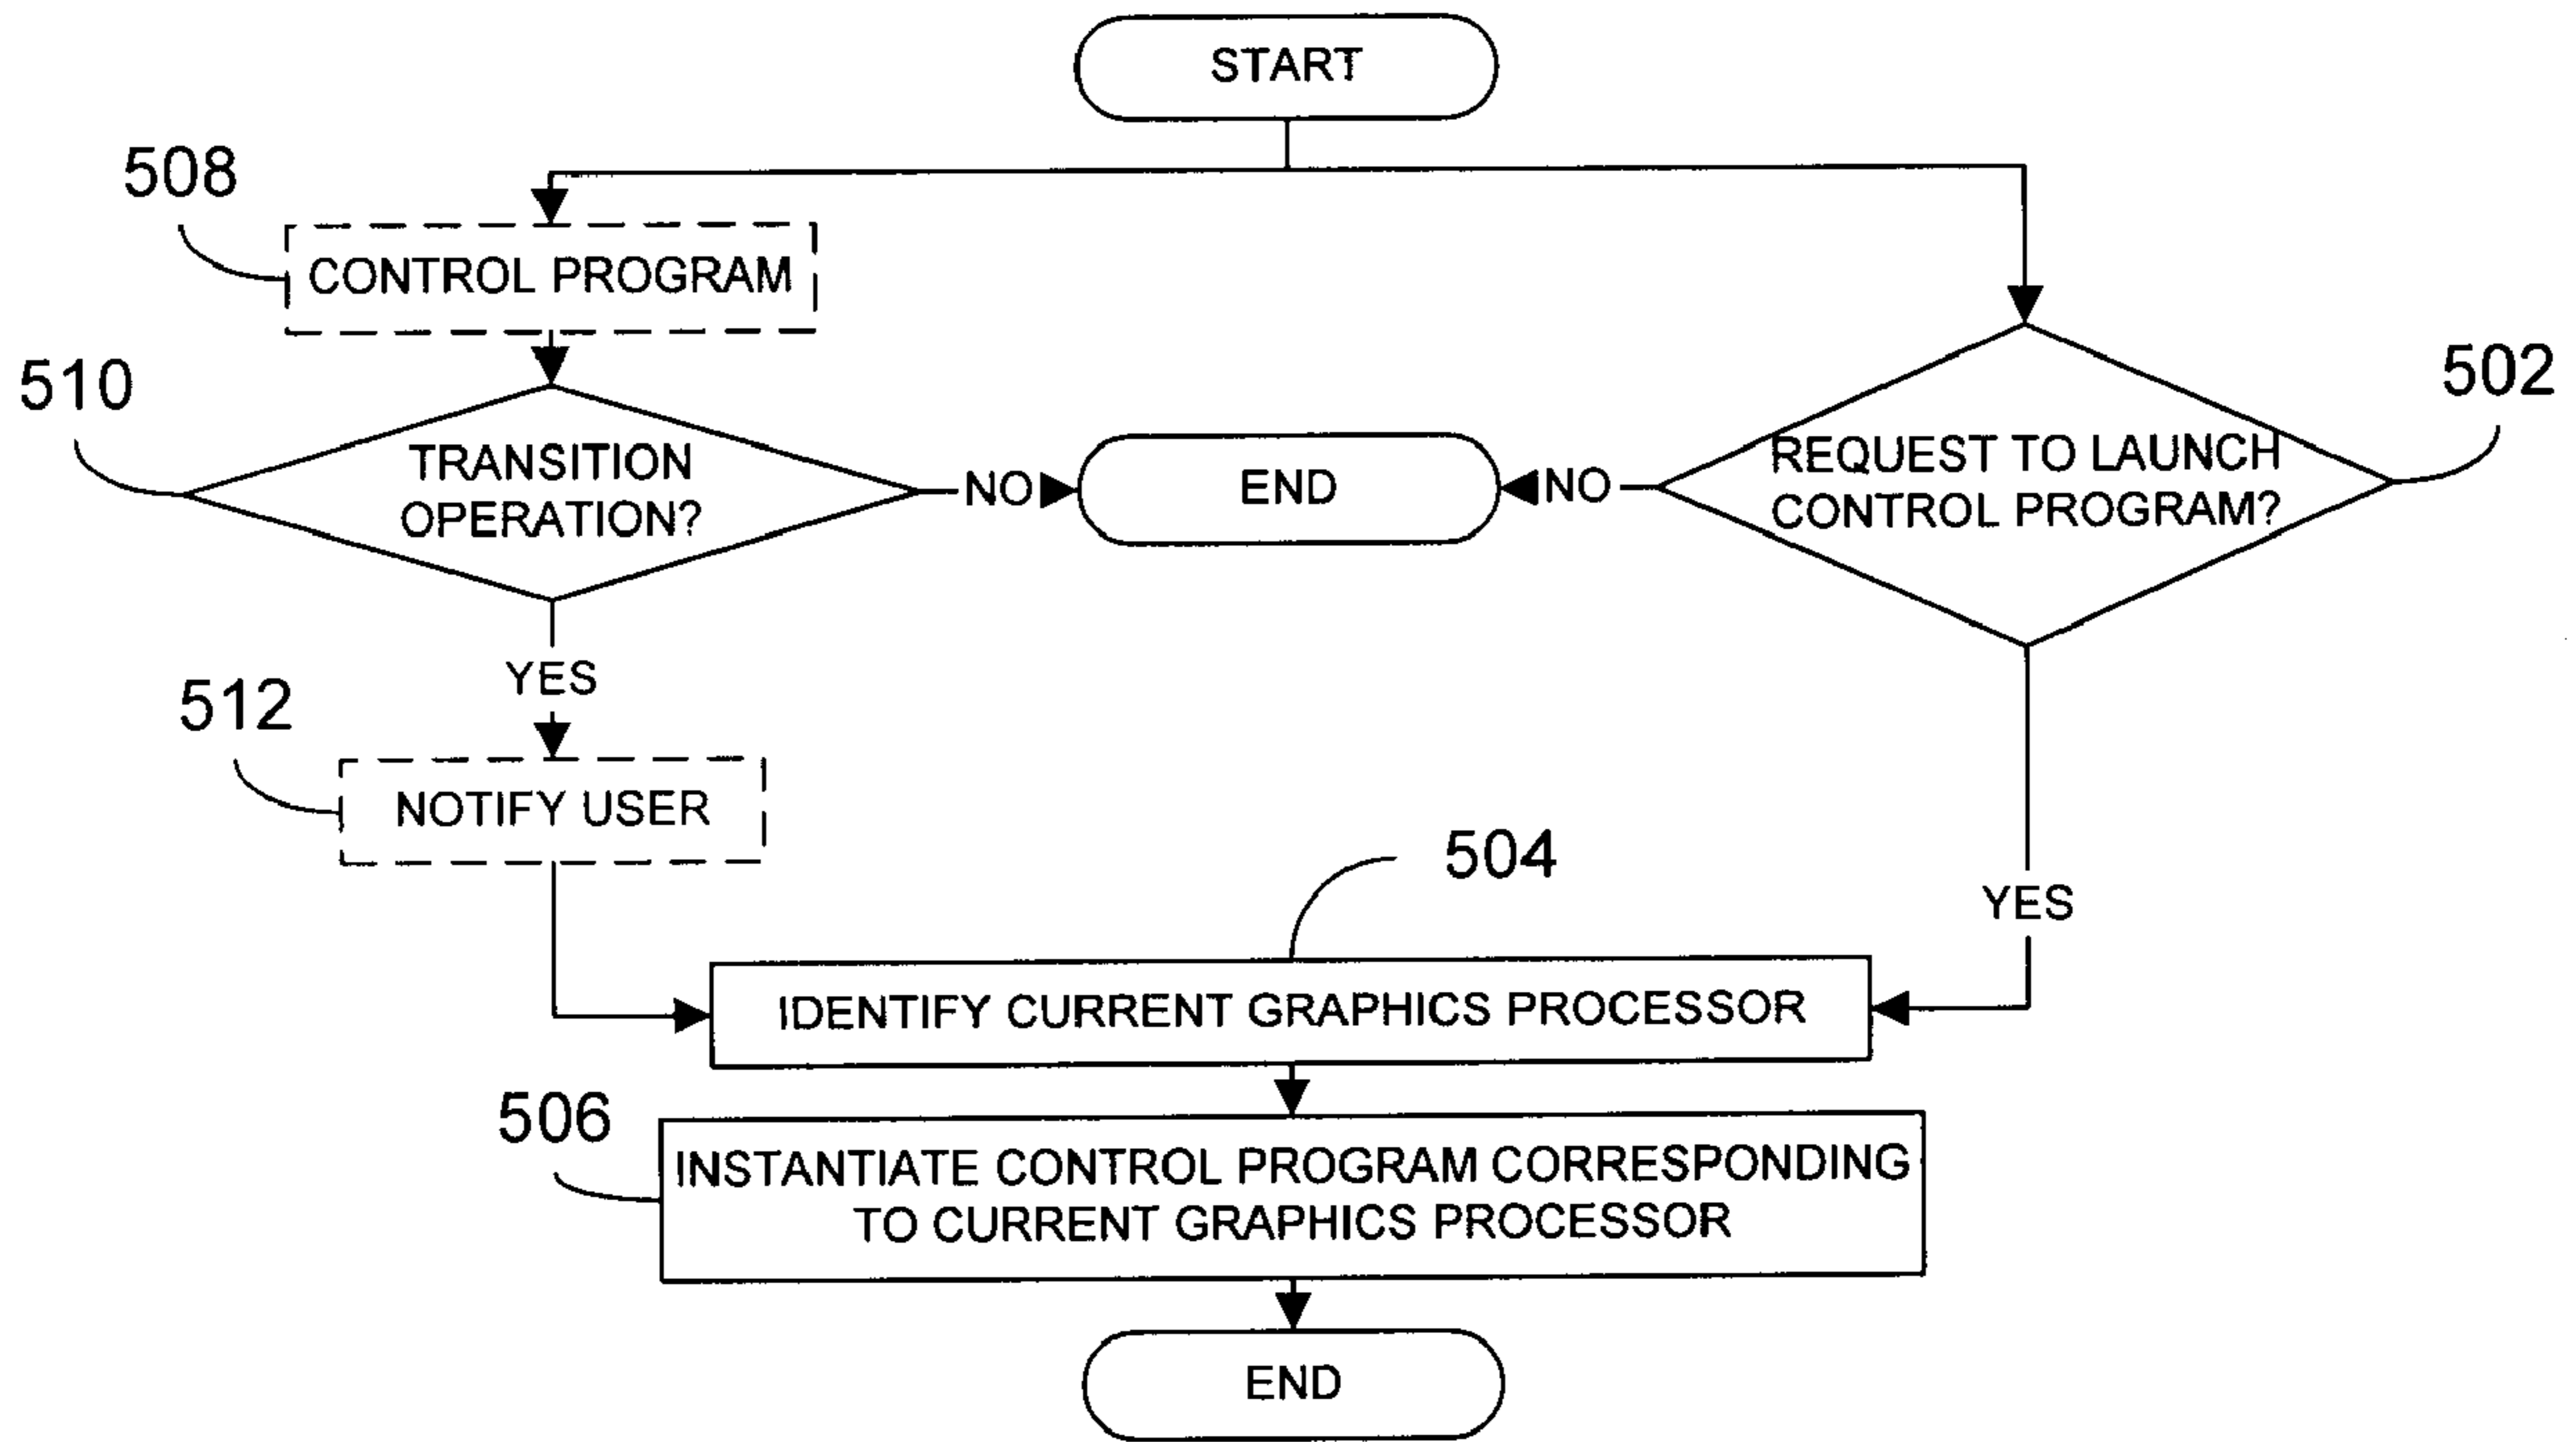 START
508
CONTROL PROGRAM
510
TRANSITION
OPERATION?
NO
END
NO
REQUEST TO LAUNCH
CONTROL PROGRAM?
502
YES
512
NOTIFY USER
504
YES
IDENTIFY CURRENT GRAPHICS PROCESSOR
506
INSTANTIATE CONTROL PROGRAM CORRESPONDING
TO CURRENT GRAPHICS PROCESSOR
END